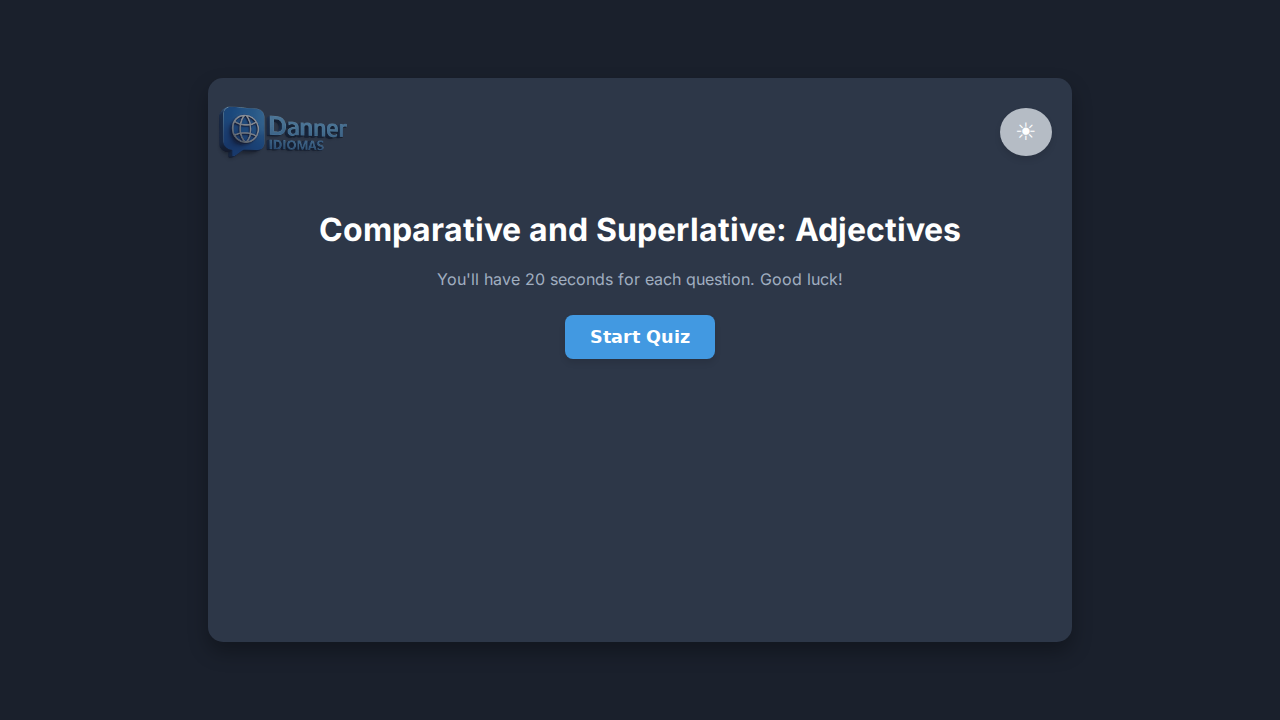 Danner
IDIOMAS
Comparative and Superlative: Adjectives
You'll have 20 seconds for each question. Good luck!
Start Quiz